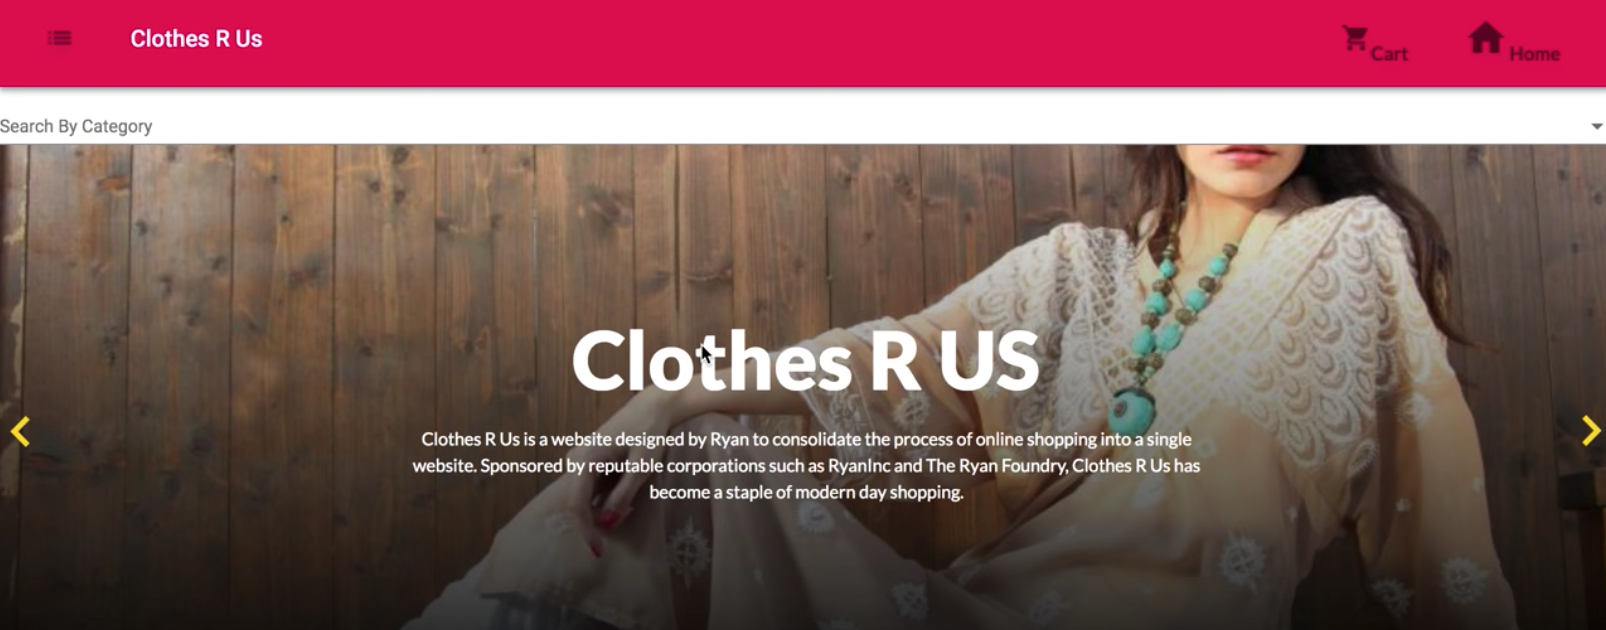 Clothes R Us
Cart
Home
Search By Category
Clothes R US
Clothes R Us is a website designed by Ryan to consolidate the process of online shopping into a single
website. Sponsored by reputable corporations such as RyanInc and The Ryan Foundry, Clothes R Us has
become a staple of modern day shopping.